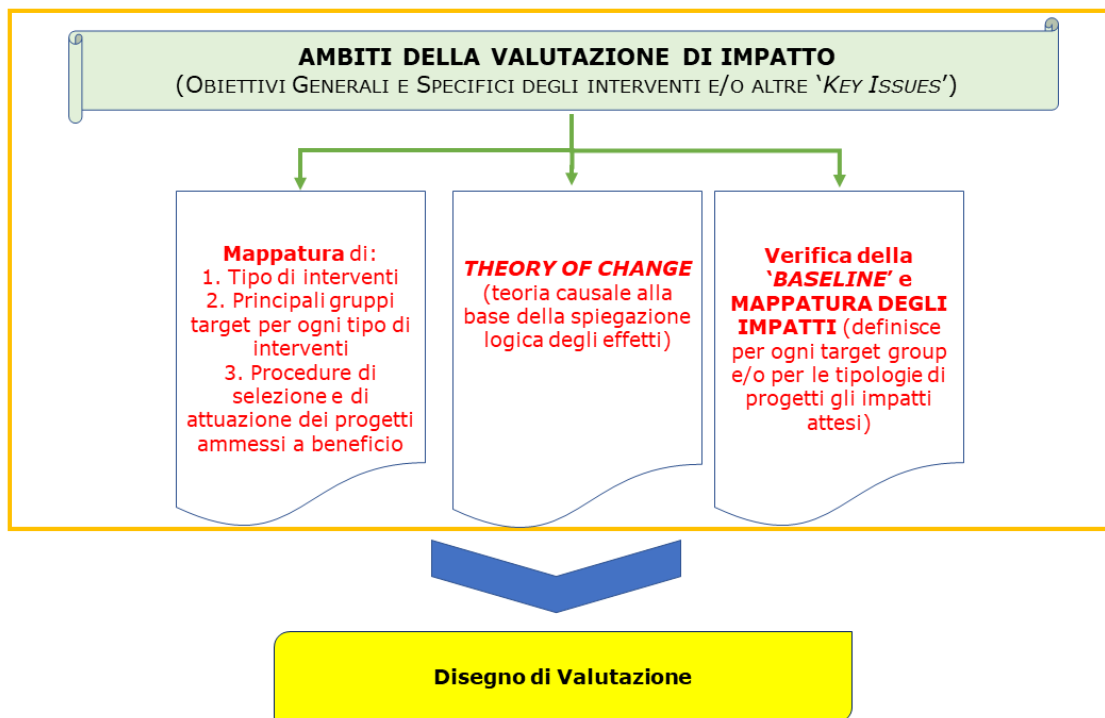 AMBITI DELLA VALUTAZIONE DI IMPATTO
(OBIETTIVI GENERALI E SPECIFICI DEGLI INTERVENTI E/O ALTRE ‘KEY ISSUES’)
Mappatura di:
1. Tipo di interventi
2. Principali gruppi
target per ogni tipo di
interventi
3. Procedure di
selezione e di
attuazione dei progetti
ammessi a beneficio
THEORY OF CHANGE
(teoria causale alla
base della spiegazione
logica degli effetti)
Verifica della
‘BASELINE’ e
MAPPATURA DEGLI
IMPATTI (definisce
per ogni target group
e/o per le tipologie di
progetti gli impatti
attesi)
Disegno di Valutazione